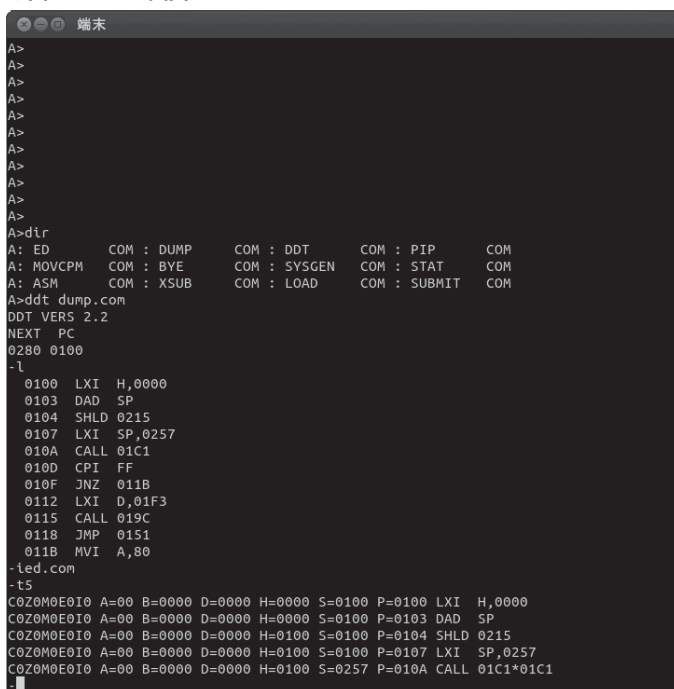 端末
A>
A>
A>
A>
A>
A>
A>
A>
A>
A>
A>
A>dir
A: ED       COM : DUMP     COM : DDT      COM : PIP      COM
A: MOVCPM   COM : BYE      COM : SYSGEN   COM : STAT     COM
A: ASM      COM : XSUB     COM : LOAD     COM : SUBMIT   COM
A>ddt dump.com
DDT VERS 2.2
NEXT  PC
0280 0100
-l
  0100  LXI  H,0000
  0103  DAD  SP
  0104  SHLD 0215
  0107  LXI  SP,0257
  010A  CALL 01C1
  010D  CPI  FF
  010F  JNZ  011B
  0112  LXI  D,01F3
  0115  CALL 019C
  0118  JMP  0151
  011B  MVI  A,80
-ied.com
-t5
C0Z0M0E0I0 A=00 B=0000 D=0000 H=0000 S=0100 P=0100 LXI  H,0000
C0Z0M0E0I0 A=00 B=0000 D=0000 H=0000 S=0100 P=0103 DAD  SP
C0Z0M0E0I0 A=00 B=0000 D=0000 H=0100 S=0100 P=0104 SHLD 0215
C0Z0M0E0I0 A=00 B=0000 D=0000 H=0100 S=0100 P=0107 LXI  SP,0257
C0Z0M0E0I0 A=00 B=0000 D=0000 H=0100 S=0257 P=010A CALL 01C1*01C1
-